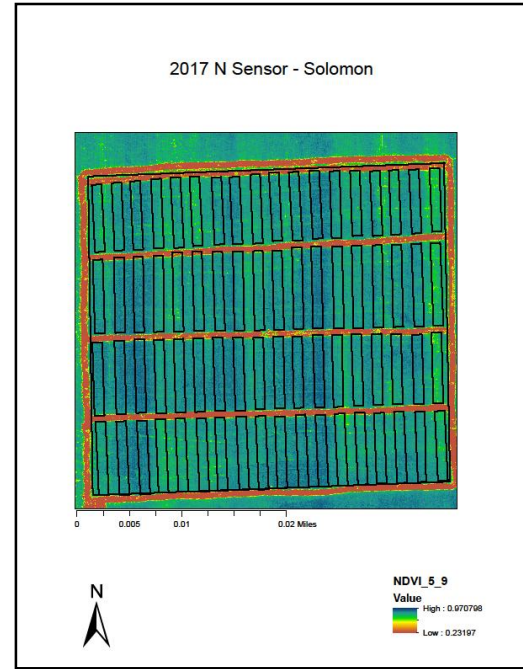 2017 N Sensor - Solomon
0 0.005 0.01 0.02 Miles
N
NDVI_5_9
Value
High : 0.970798
Low : 0.23197